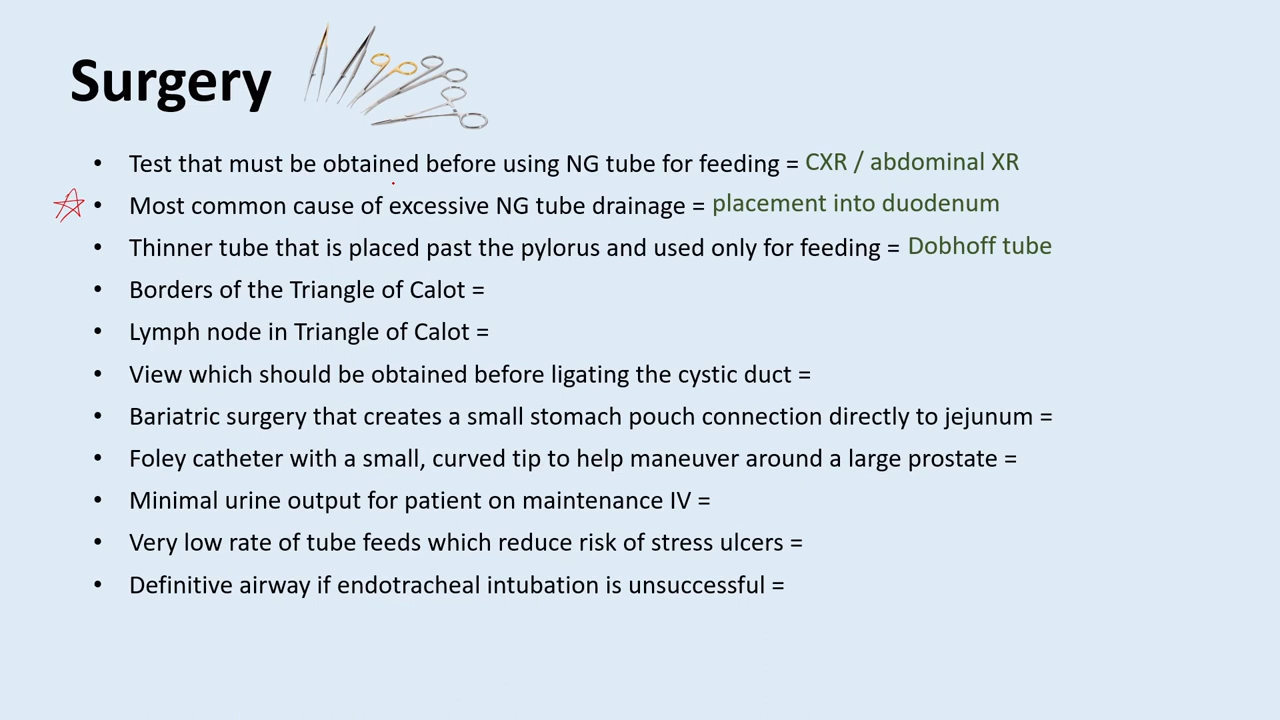 Surgery
• Test that must be obtained before using NG tube for feeding = CXR / abdominal XR
• Most common cause of excessive NG tube drainage = placement into duodenum
• Thinner tube that is placed past the pylorus and used only for feeding = Dobhoff tube
• Borders of the Triangle of Calot =
• Lymph node in Triangle of Calot =
• View which should be obtained before ligating the cystic duct =
• Bariatric surgery that creates a small stomach pouch connection directly to jejunum =
• Foley catheter with a small, curved tip to help maneuver around a large prostate =
• Minimal urine output for patient on maintenance IV =
• Very low rate of tube feeds which reduce risk of stress ulcers =
• Definitive airway if endotracheal intubation is unsuccessful =